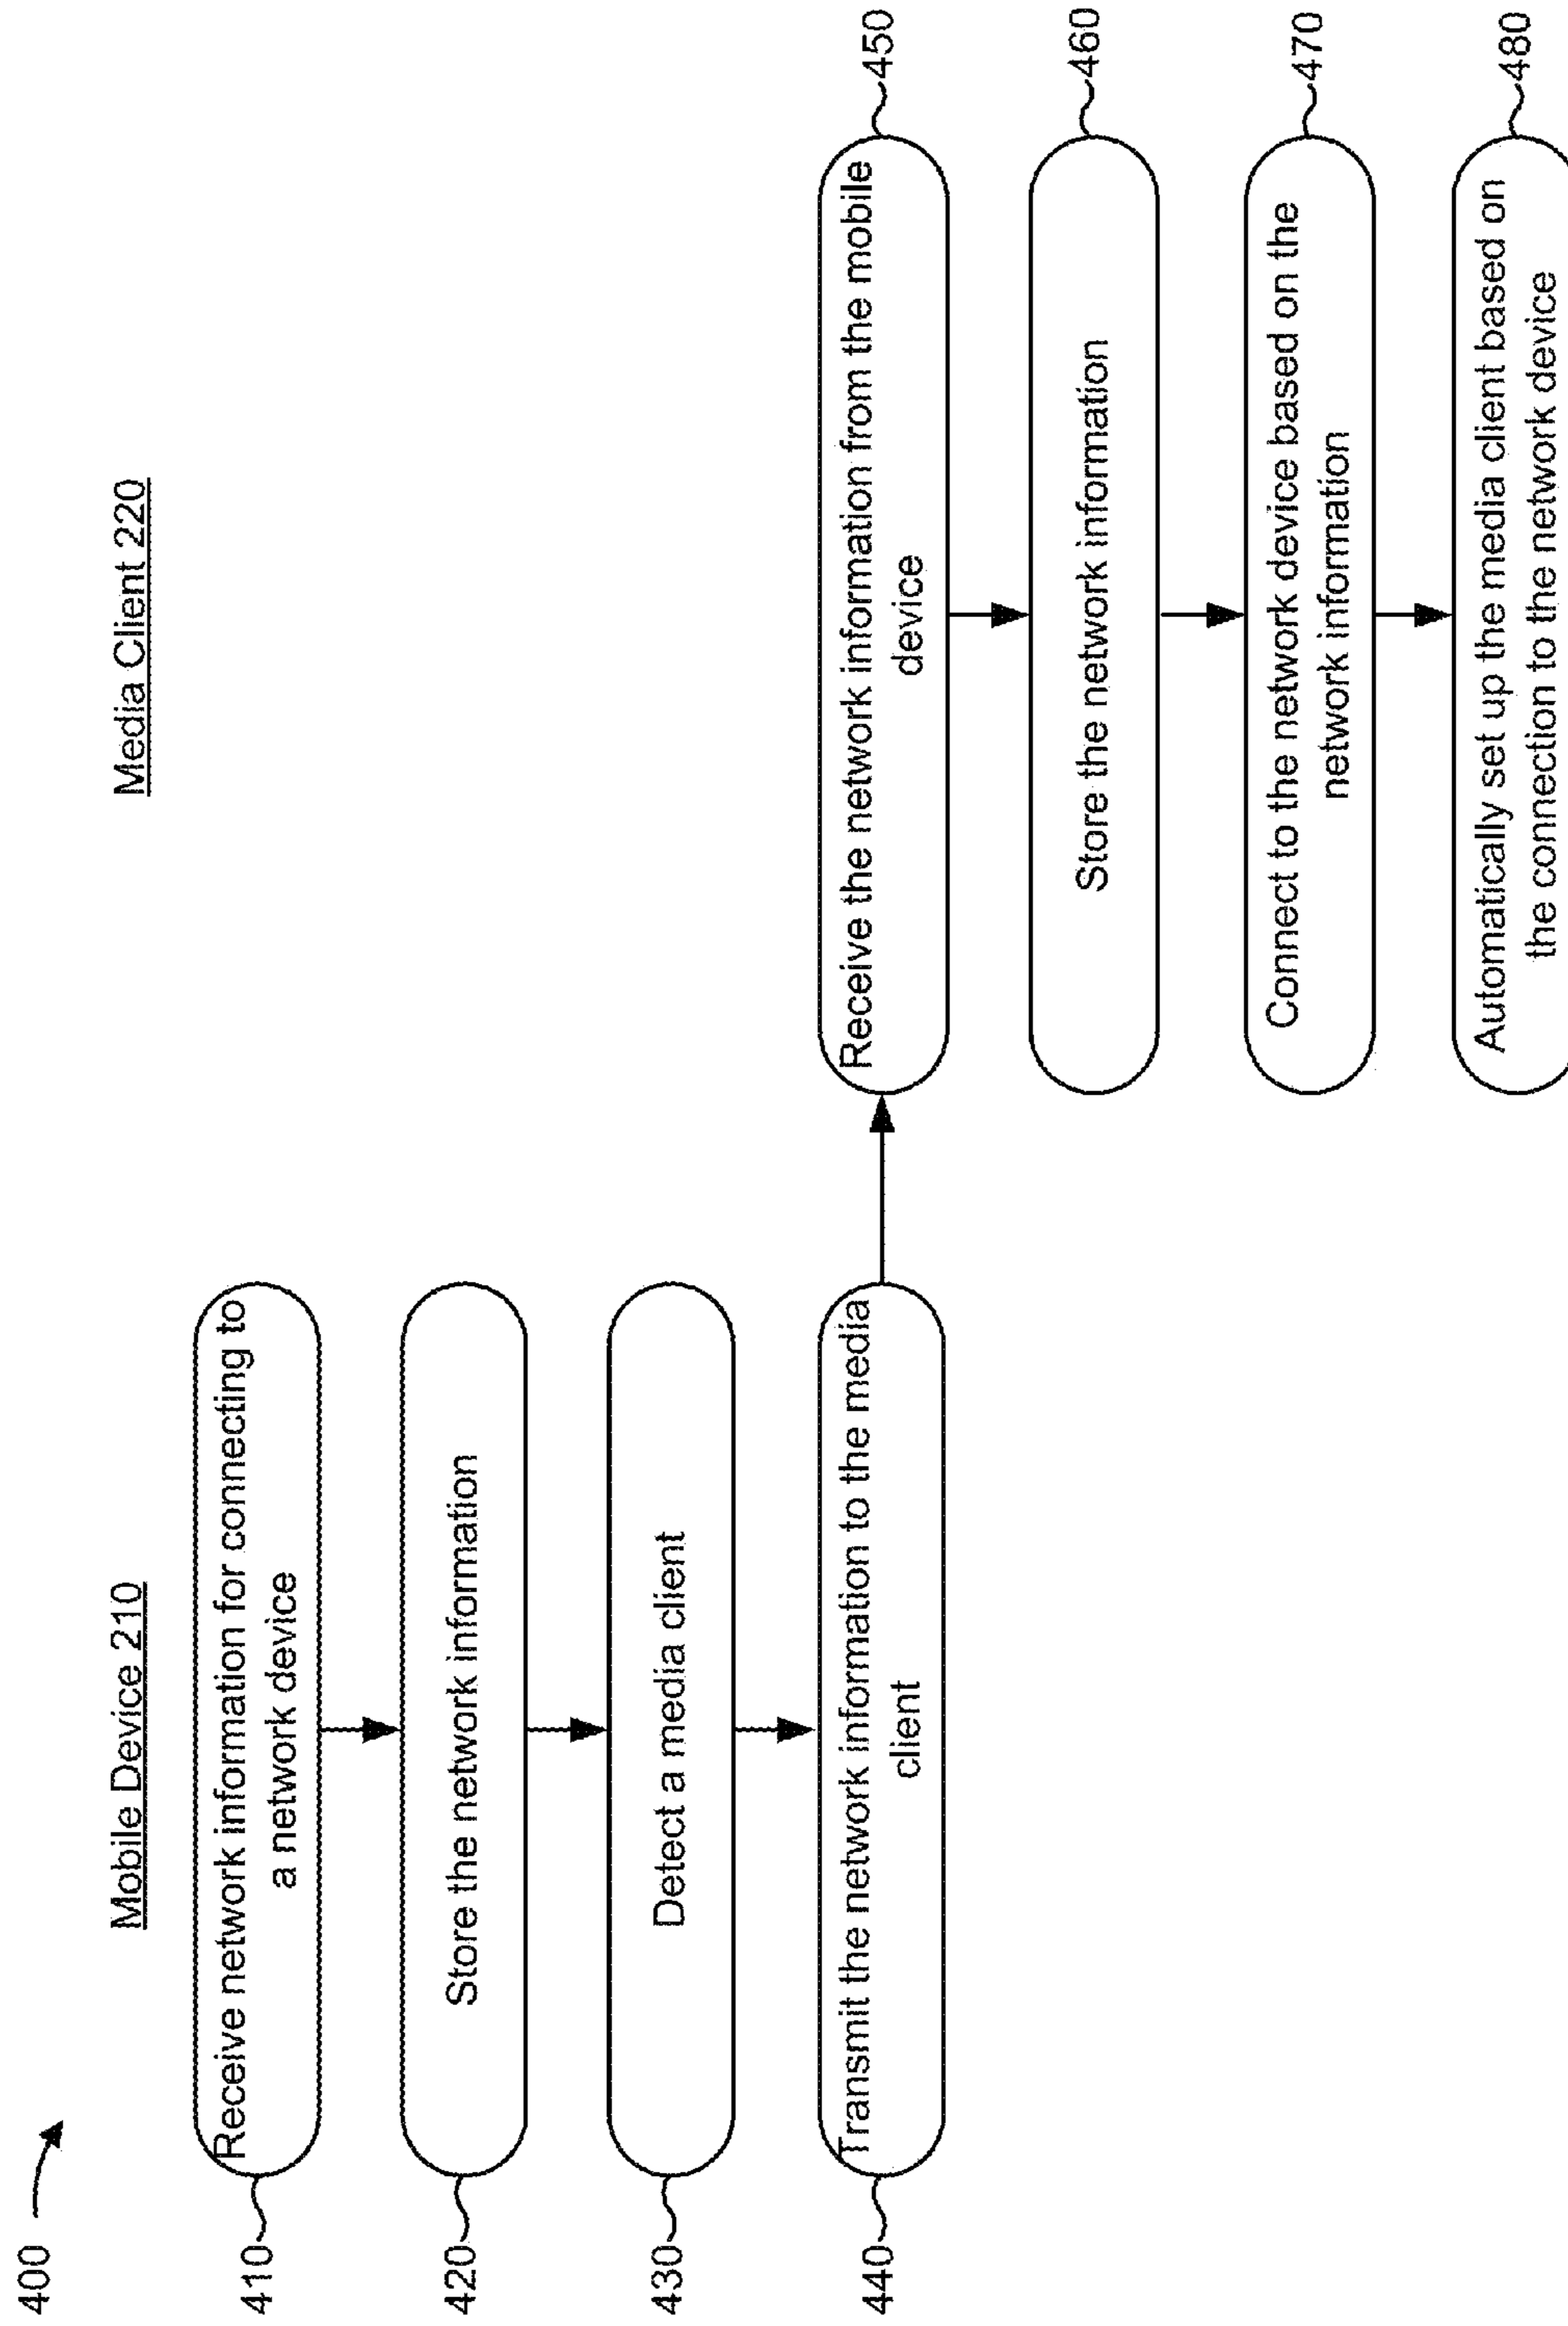 400
Mobile Device 210
Media Client 220
410
Receive network information for connecting to
a network device
420
Store the network information
430
Detect a media client
440
Transmit the network information to the media
client
Receive the network information from the mobile
device
450
Store the network information
460
Connect to the network device based on the
network information
470
Automatically set up the media client based on
the connection to the network device
480